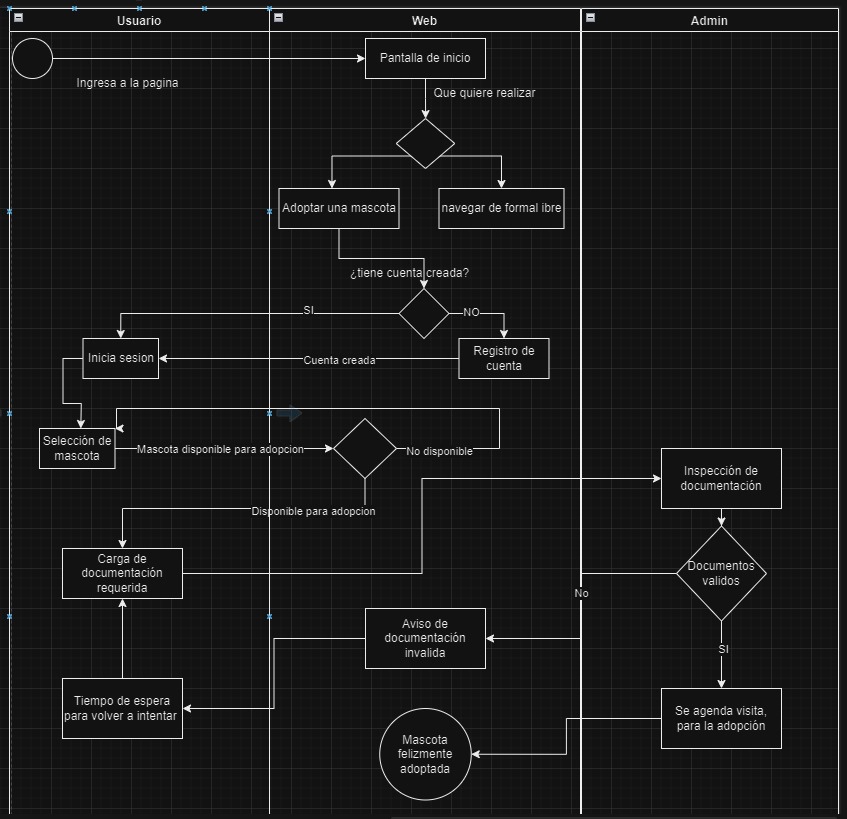 Usuario
Web
Admin
Pantalla de inicio
Ingresa a la pagina
Que quiere realizar
Adoptar una mascota
navegar de formal ibre
¿tiene cuenta creada?
SI
NO
Inicia sesion
Cuenta creada
Registro de
cuenta
Selección de
mascota
Mascota disponible para adopcion
No disponible
Inspección de
documentación
Disponible para adopcion
Carga de
documentación
requerida
Documentos
validos
No
Aviso de
documentación
invalida
SI
Tiempo de espera
para volver a intentar
Se agenda visita,
para la adopción
Mascota
felizmente
adoptada